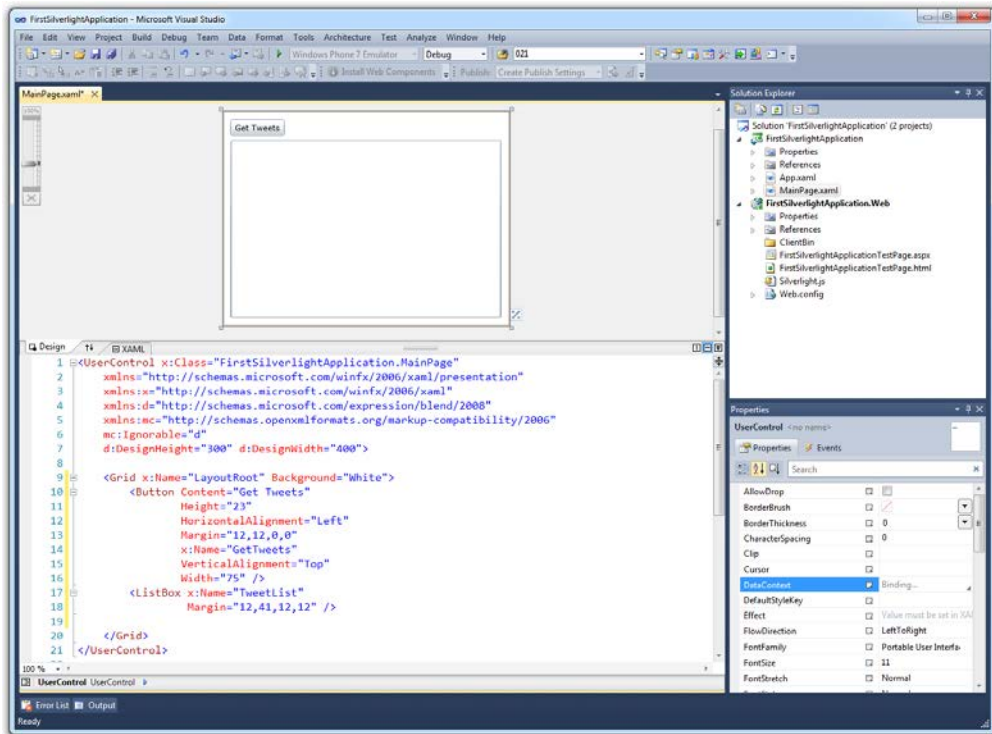 FirstSilverlightApplication - Microsoft Visual Studio
File Edit View Project Build Debug Team Data Format Tools Architecture Test Analyze Window Help
Windows Phone 7 Emulator Debug 021
Install Web Components Publish: Create Publish Settings
MainPage.xaml* Solution Explorer
Get Tweets
Solution 'FirstSilverlightApplication' (2 projects)
FirstSilverlightApplication
Properties
References
App.xaml
MainPage.xaml
FirstSilverlightApplication.Web
Properties
References
ClientBin
FirstSilverlightApplicationTestPage.aspx
FirstSilverlightApplicationTestPage.html
Silverlight.js
Web.config
Design XAML
1 <UserControl x:Class="FirstSilverlightApplication.MainPage"
2 xmlns="http://schemas.microsoft.com/winfx/2006/xaml/presentation"
3 xmlns:x="http://schemas.microsoft.com/winfx/2006/xaml"
4 xmlns:d="http://schemas.microsoft.com/expression/blend/2008"
5 xmlns:mc="http://schemas.openxmlformats.org/markup-compatibility/2006"
6 mc:Ignorable="d"
7 d:DesignHeight="300" d:DesignWidth="400">
8
9 <Grid x:Name="LayoutRoot" Background="White">
10 <Button Content="Get Tweets"
11 Height="23"
12 HorizontalAlignment="Left"
13 Margin="12,12,0,0"
14 x:Name="GetTweets"
15 VerticalAlignment="Top"
16 Width="75" />
17 <ListBox x:Name="TweetList"
18 Margin="12,41,12,12" />
19
20 </Grid>
21 </UserControl>
100 %
UserControl UserControl
Properties
UserControl <no name>
Properties Events
Search
AllowDrop
BorderBrush
BorderThickness 0
CharacterSpacing 0
Clip
Cursor
DataContext Binding...
DefaultStyleKey
Effect Value must be set in XA
FlowDirection LeftToRight
FontFamily Portable User Interfa
FontSize 11
FontStretch Normal
Error List Output
Ready